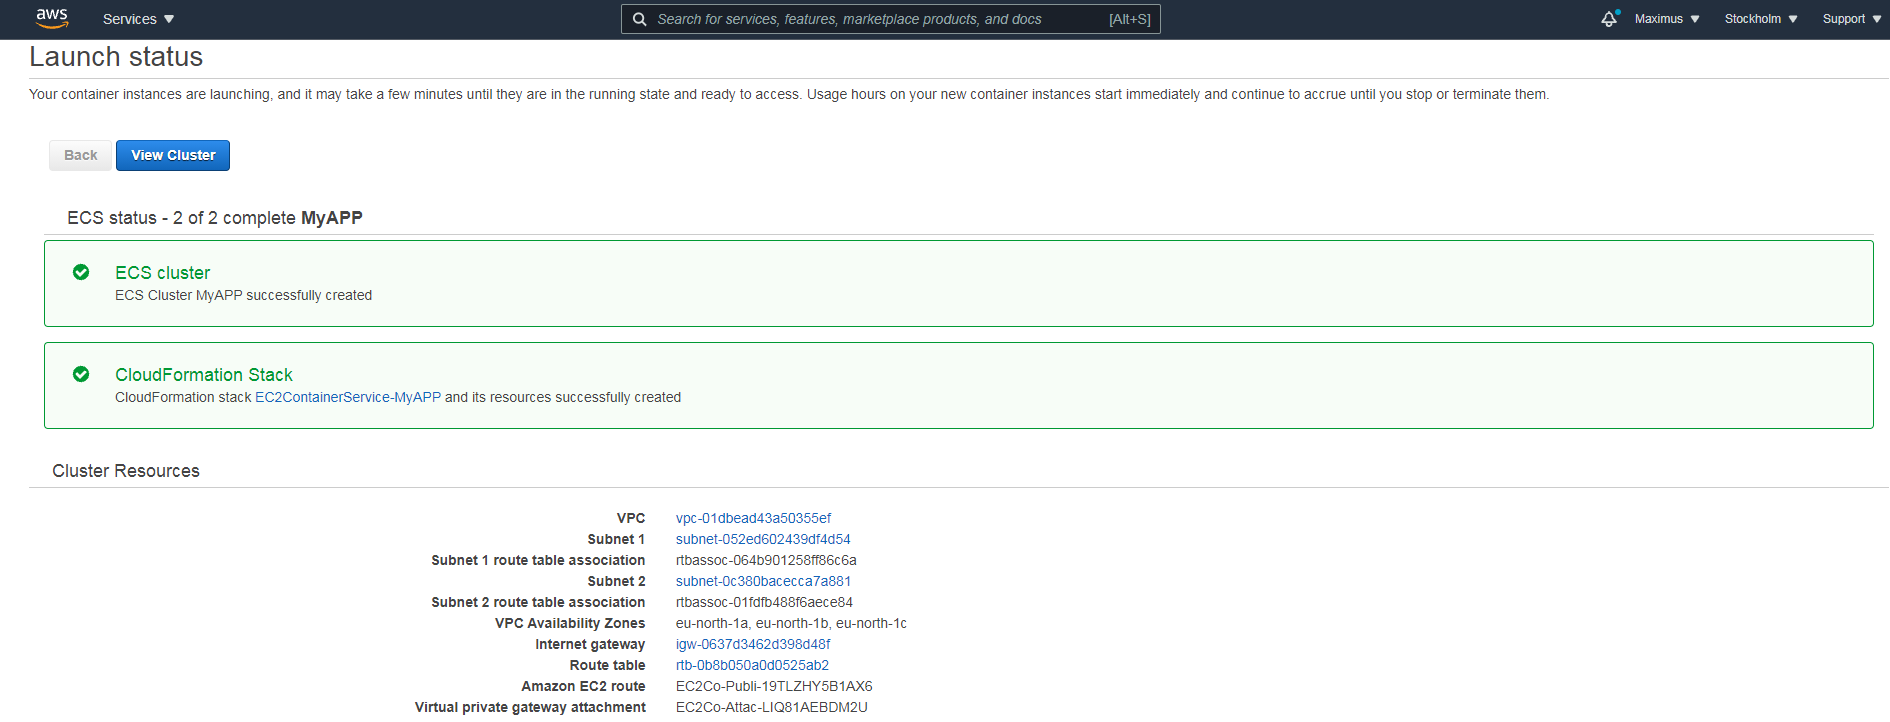 aws Services Search for services, features, marketplace products, and docs [Alt+S] Maximus Stockholm Support
Launch status
Your container instances are launching, and it may take a few minutes until they are in the running state and ready to access. Usage hours on your new container instances start immediately and continue to accrue until you stop or terminate them.
Back View Cluster
ECS status - 2 of 2 complete MyAPP
ECS cluster
ECS Cluster MyAPP successfully created
CloudFormation Stack
CloudFormation stack EC2ContainerService-MyAPP and its resources successfully created
Cluster Resources
VPC vpc-01dbead43a50355ef
Subnet 1 subnet-052ed602439df4d54
Subnet 1 route table association rtbassoc-064b901258ff86c6a
Subnet 2 subnet-0c380bacecca7a881
Subnet 2 route table association rtbassoc-01fdfb488f6aece84
VPC Availability Zones eu-north-1a, eu-north-1b, eu-north-1c
Internet gateway igw-0637d3462d398d48f
Route table rtb-0b8b050a0d0525ab2
Amazon EC2 route EC2Co-Publi-19TLZHY5B1AX6
Virtual private gateway attachment EC2Co-Attac-LIQ81AEBDM2U